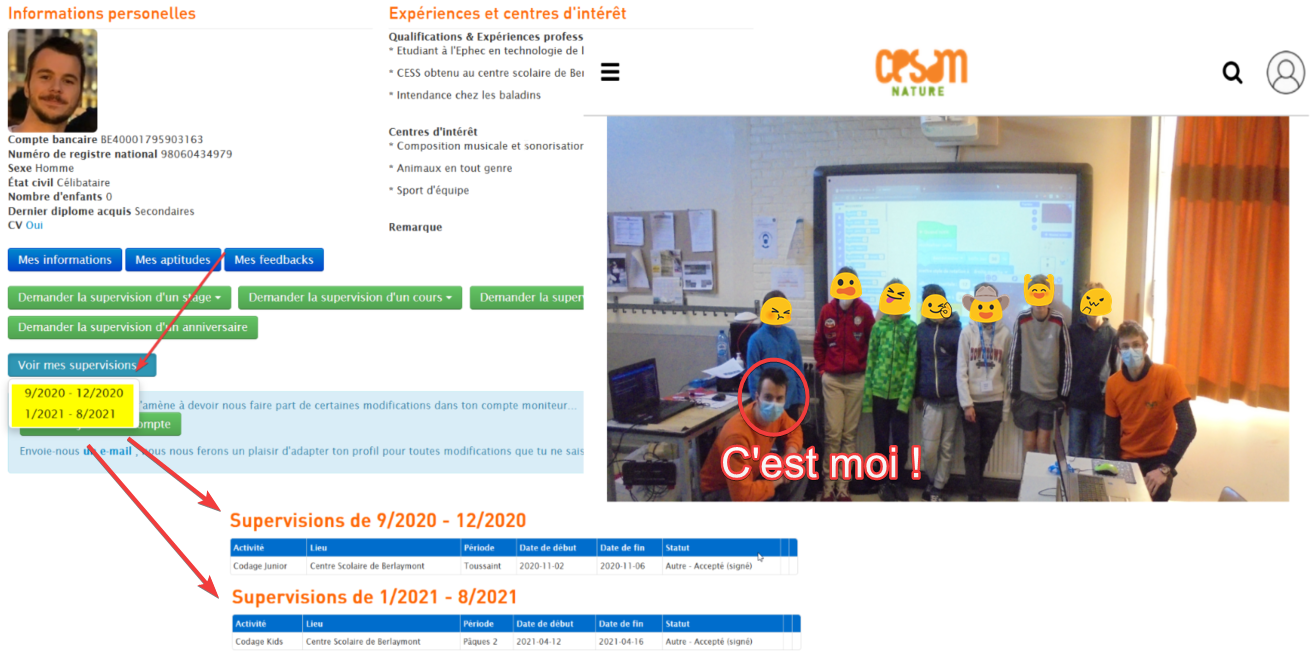 Informations personelles
Compte bancaire BE40001795903163
Numéro de registre national 98060434979
Sexe Homme
État civil Célibataire
Nombre d'enfants 0
Dernier diplome acquis Secondaires
CV Oui
Expériences et centres d'intérêt
Qualifications & Expériences profess
* Etudiant à l'Ephec en technologie de l
* CESS obtenu au centre scolaire de Ber
* Intendance chez les baladins
Centres d'intérêt
* Composition musicale et sonorisation
* Animaux en tout genre
* Sport d'équipe
Remarque
CPSAM
NATURE
Mes informations Mes aptitudes Mes feedbacks
Demander la supervision d'un stage Demander la supervision d'un cours Demander la super
Demander la supervision d'un anniversaire
Voir mes supervisions
9/2020 - 12/2020
1/2021 - 8/2021
'amène à devoir nous faire part de certaines modifications dans ton compte moniteur...
ompte
Envoie-nous un e-mail , nous nous ferons un plaisir d'adapter ton profil pour toutes modifications que tu ne sais
C'est moi !
Supervisions de 9/2020 - 12/2020
Activité Lieu Période Date de début Date de fin Statut
Codage Junior Centre Scolaire de Berlaymont Toussaint 2020-11-02 2020-11-06 Autre - Accepté (signé)
Supervisions de 1/2021 - 8/2021
Activité Lieu Période Date de début Date de fin Statut
Codage Kids Centre Scolaire de Berlaymont Pâques 2 2021-04-12 2021-04-16 Autre - Accepté (signé)